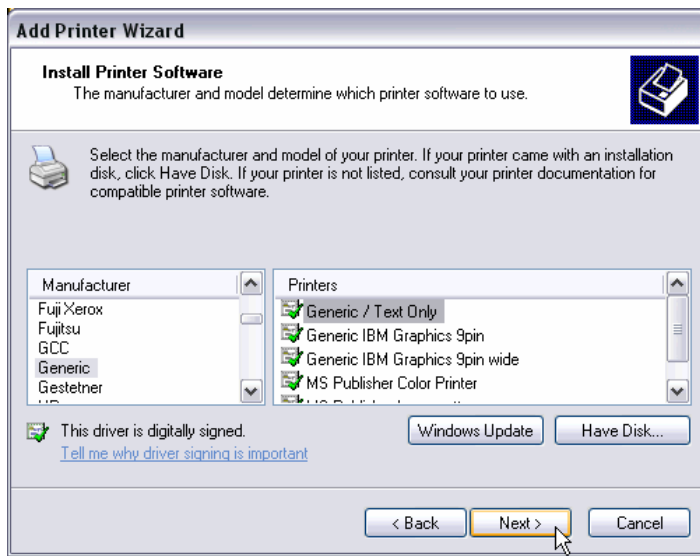 Add Printer Wizard
Install Printer Software
The manufacturer and model determine which printer software to use.
Select the manufacturer and model of your printer. If your printer came with an installation
disk, click Have Disk. If your printer is not listed, consult your printer documentation for
compatible printer software.
Manufacturer
Fuji Xerox
Fujitsu
GCC
Generic
Gestetner
Printers
Generic / Text Only
Generic IBM Graphics 9pin
Generic IBM Graphics 9pin wide
MS Publisher Color Printer
This driver is digitally signed.
Tell me why driver signing is important
Windows Update
Have Disk...
< Back
Next >
Cancel